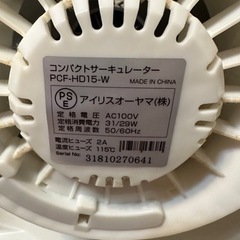 コンパクトサーキュレーター
PCF-HD15-W MADE IN CHINA
PS
E アイリスオーヤマ(株)
定格電圧 AC100V
定格消費電力 31/29W
定格周波数 50/60Hz
電流ヒューズ 2A
温度ヒューズ 115℃
Serial No.: 31810270641